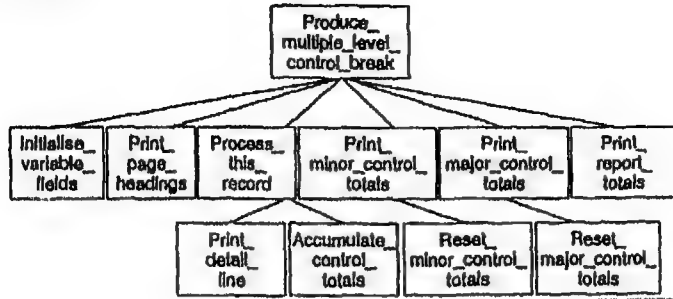 Produce_
multiple_level_
control_break
Initialise_
variable_
fields
Print_
page_
headings
Process_
this_
record
Print_
minor_control_
totals
Print_
major_control_
totals
Print_
report_
totals
Print_
detail_
line
Accumulate_
control_
totals
Reset_
minor_control_
totals
Reset_
major_control_
totals